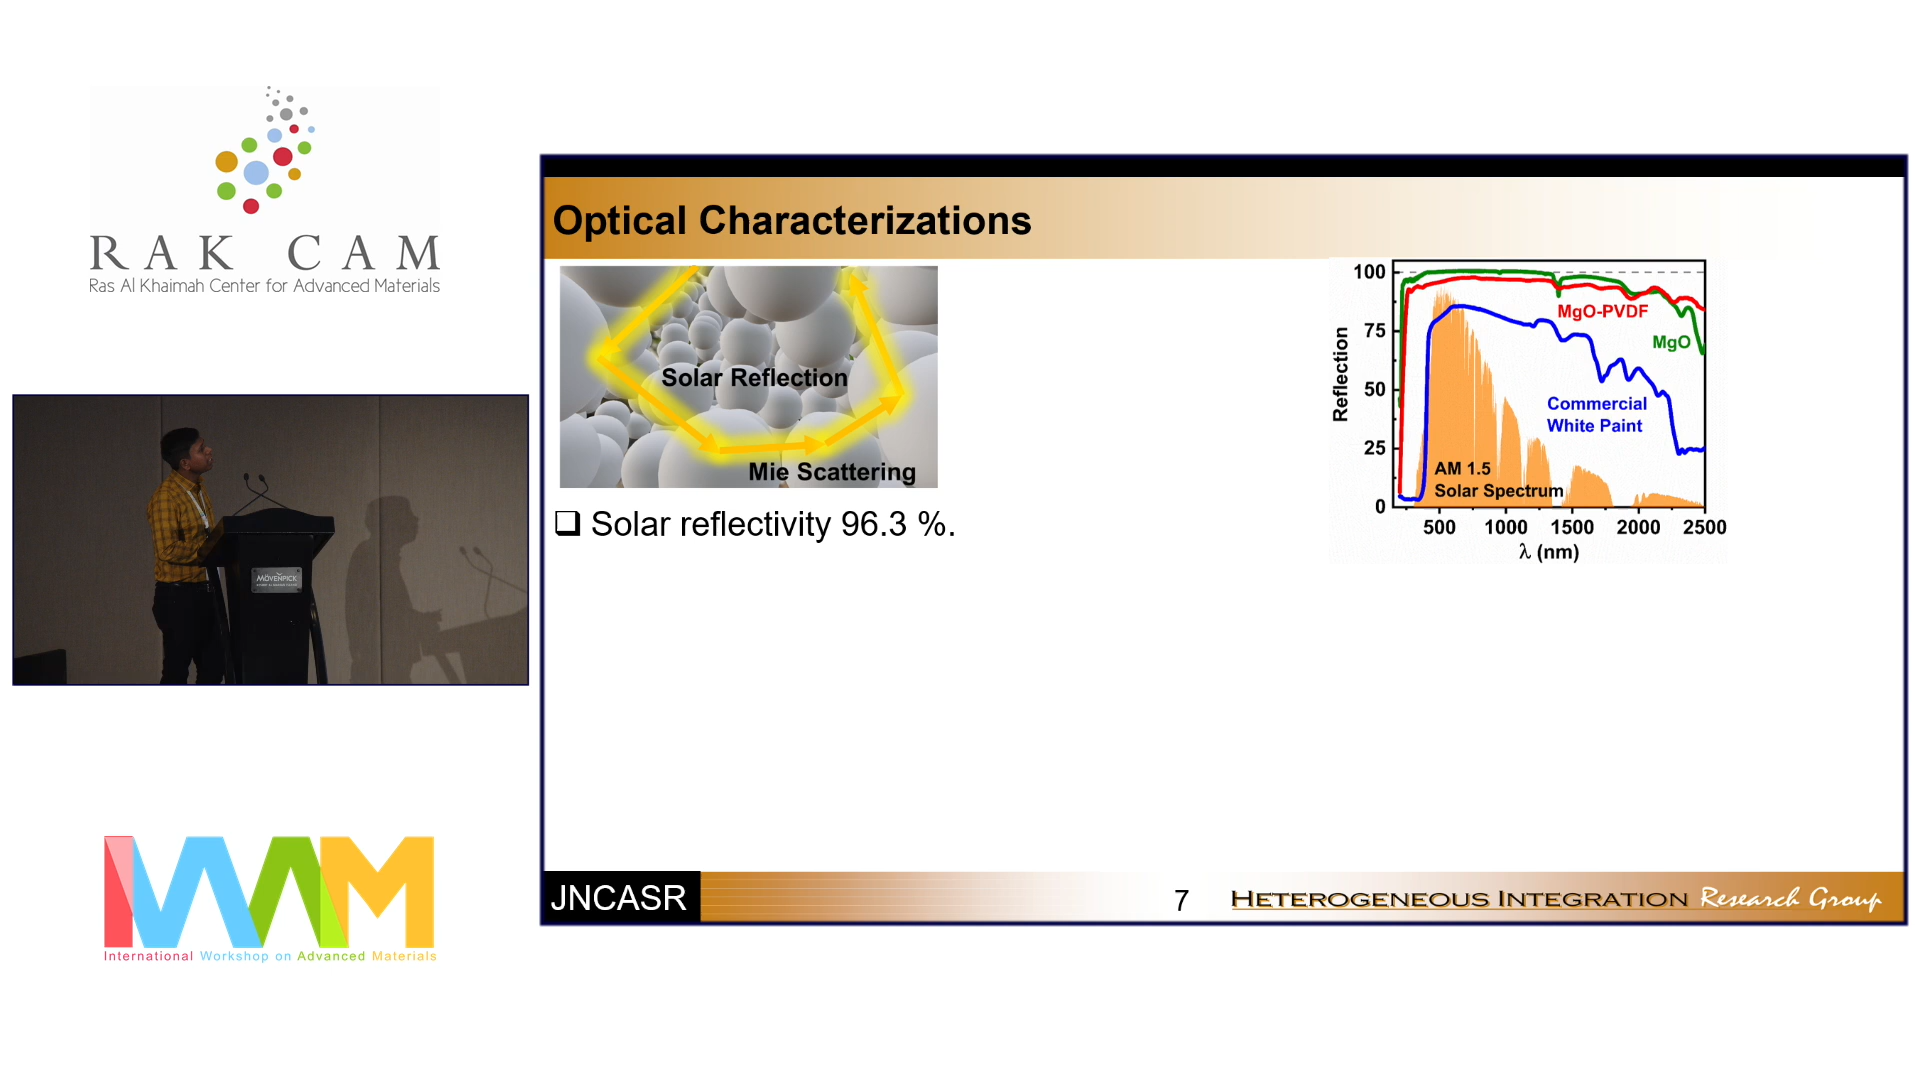 RAK CAM
Ras Al Khaimah Center for Advanced Materials
MÖVENPICK
International Workshop on Advanced Materials
Optical Characterizations
Solar Reflection
Mie Scattering
❑ Solar reflectivity 96.3 %.
100
75
50
25
0
Reflection
MgO-PVDF
MgO
Commercial
White Paint
AM 1.5
Solar Spectrum
500 1000 1500 2000 2500
λ (nm)
JNCASR
7
HETEROGENEOUS INTEGRATION Research Group